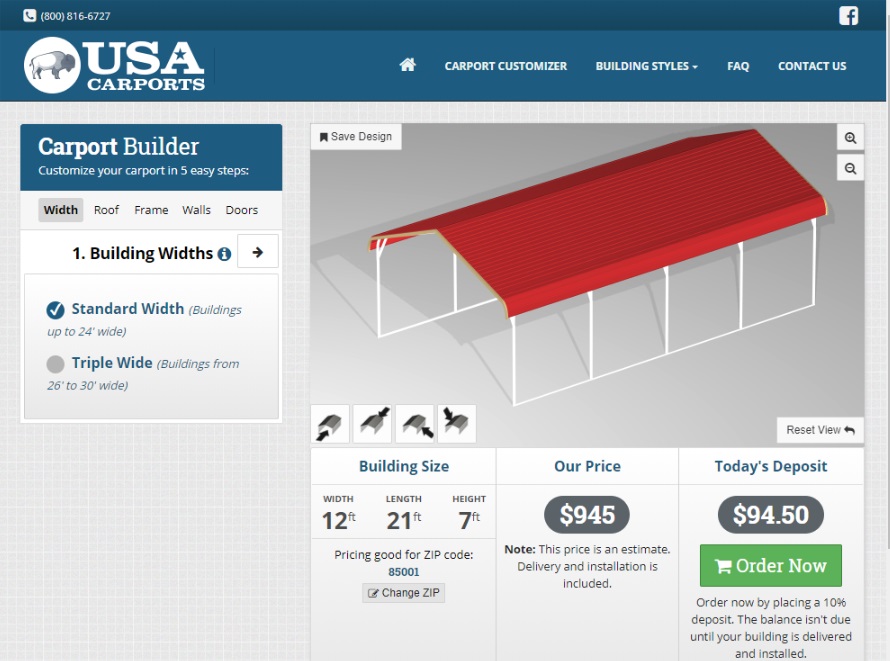 (800) 816-6727
USA
CARPORTS
CARPORT CUSTOMIZER
BUILDING STYLES
FAQ
CONTACT US
Carport Builder
Customize your carport in 5 easy steps:
Width
Roof
Frame
Walls
Doors
1. Building Widths
Standard Width (Buildings
up to 24' wide)
Triple Wide (Buildings from
26' to 30' wide)
Save Design
Reset View
Building Size
WIDTH
LENGTH
HEIGHT
12ft
21ft
7ft
Pricing good for ZIP code:
85001
Change ZIP
Our Price
$945
Note: This price is an estimate.
Delivery and installation is
included.
Today's Deposit
$94.50
Order Now
Order now by placing a 10%
deposit. The balance isn't due
until your building is delivered
and installed.